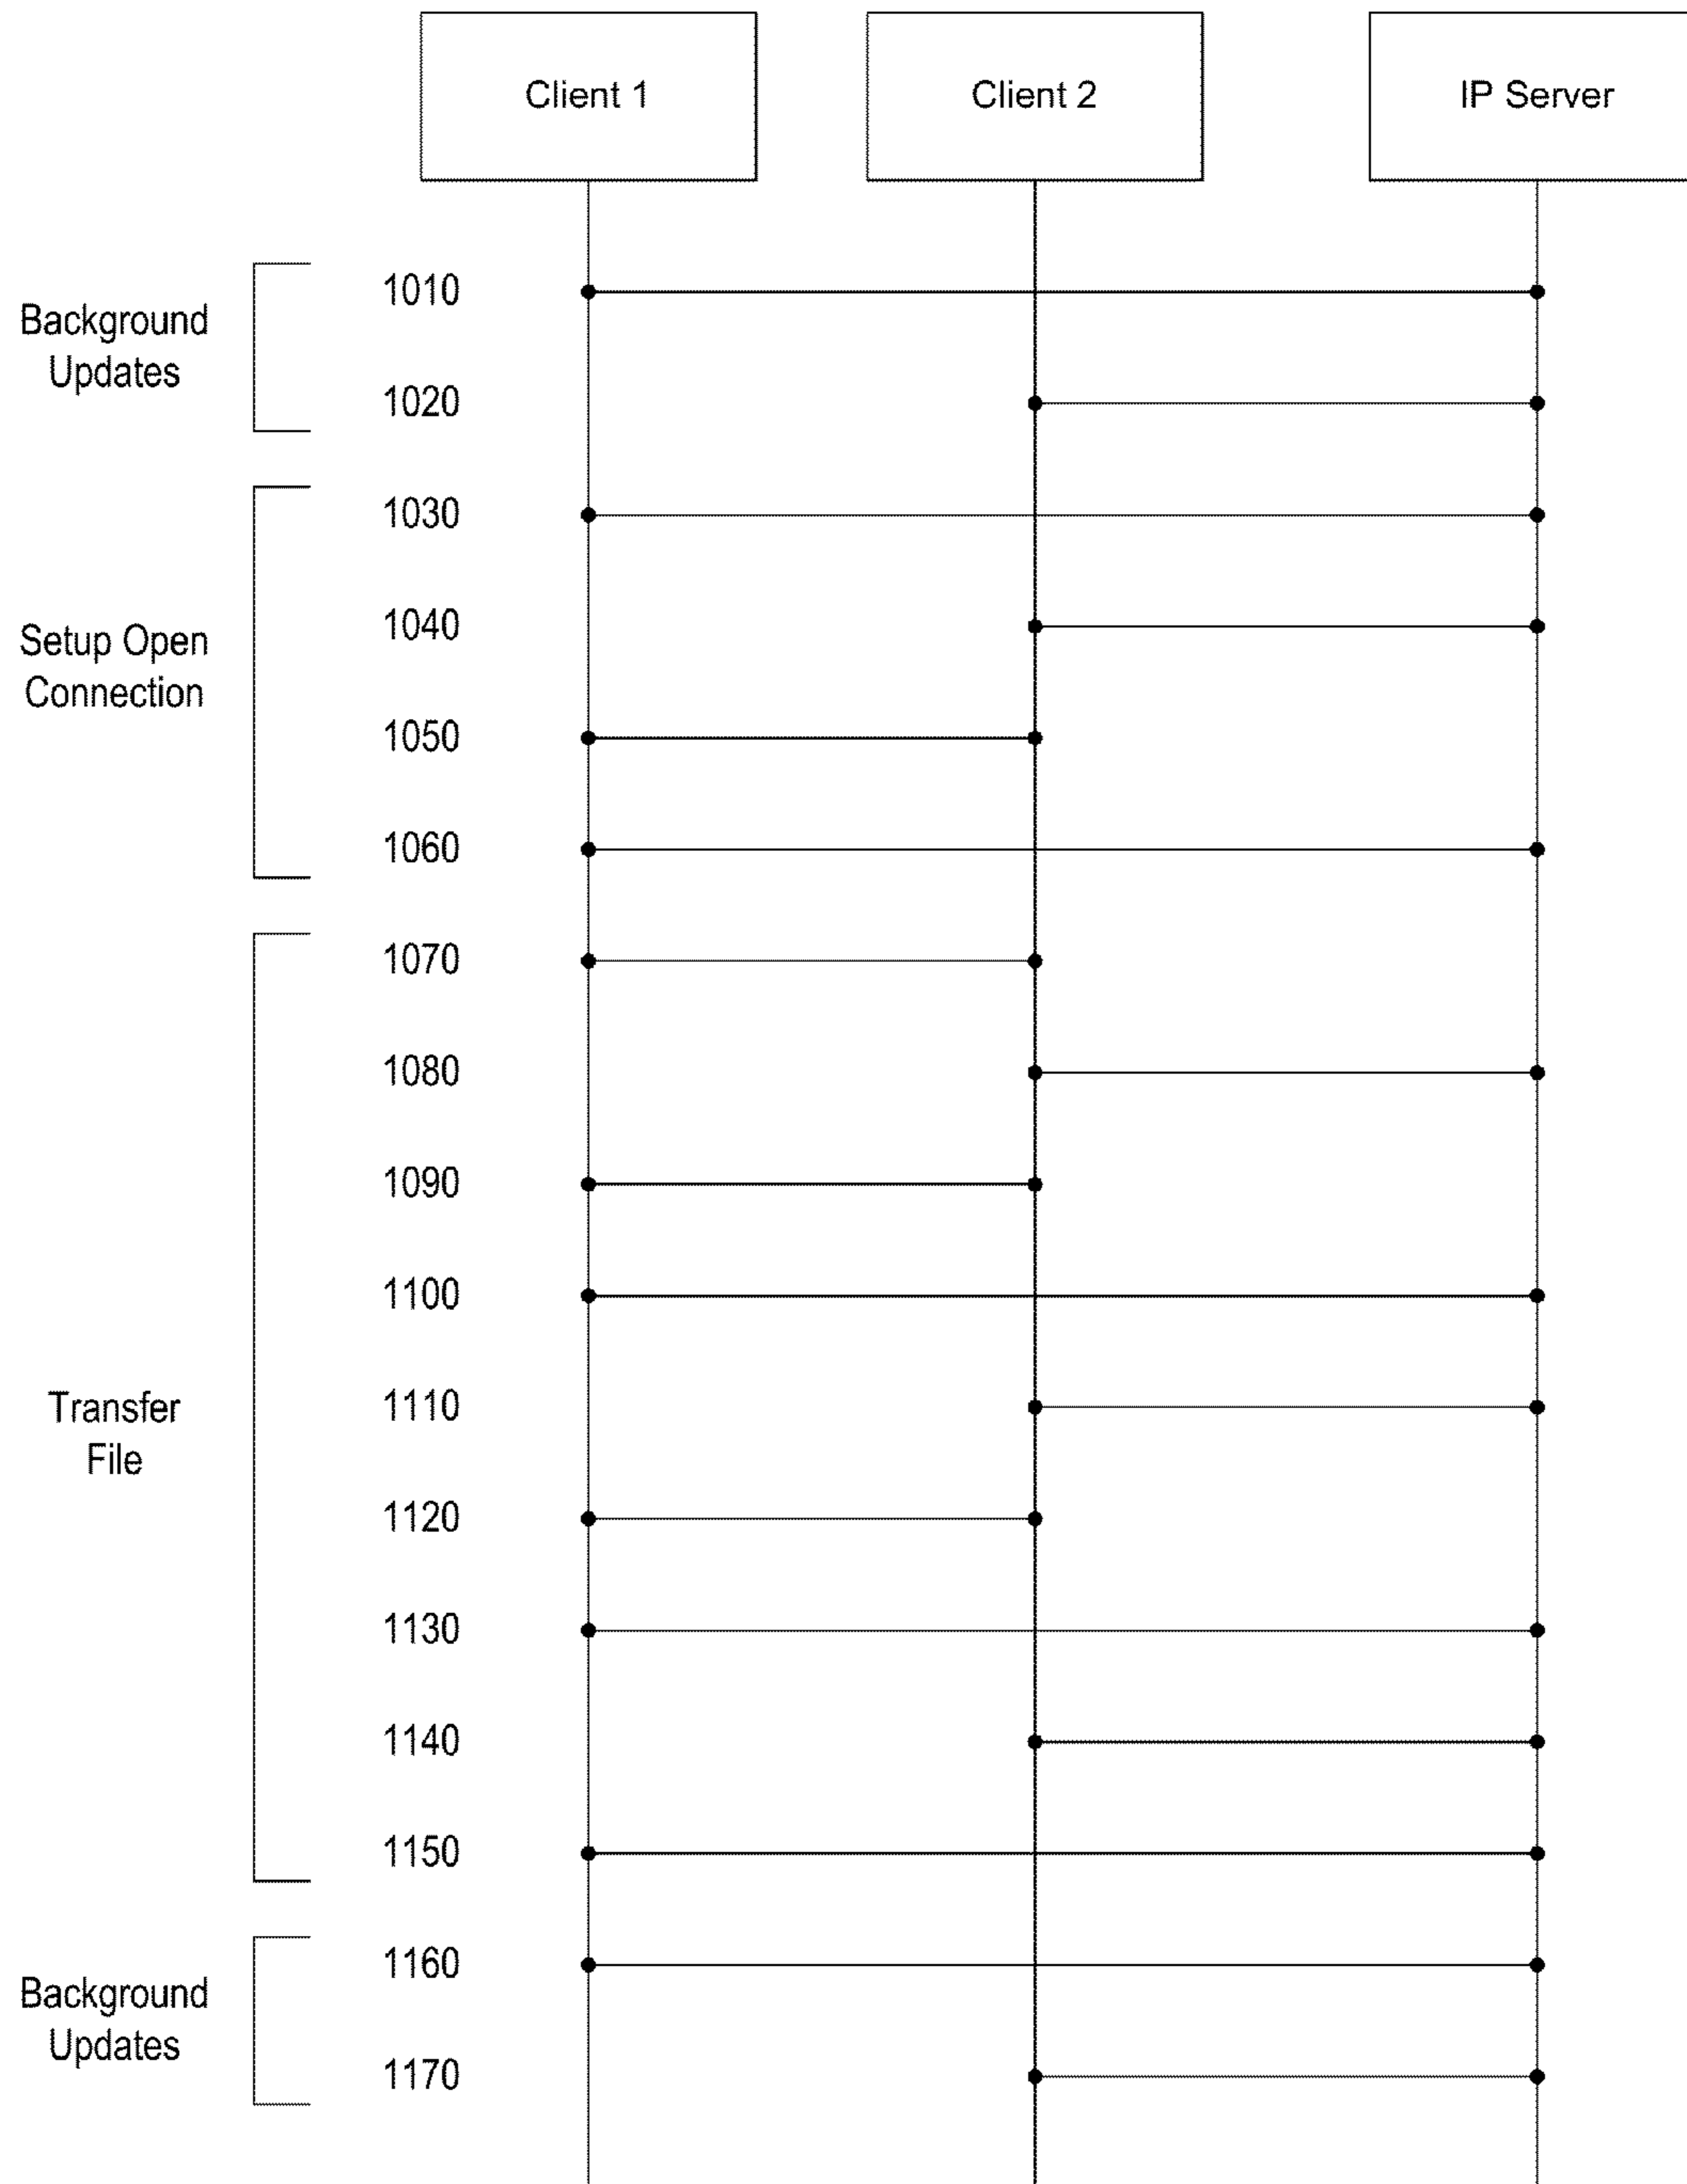 Client 1
Client 2
IP Server
Background
Updates
1010
1020
Setup Open
Connection
1030
1040
1050
1060
Transfer
File
1070
1080
1090
1100
1110
1120
1130
1140
1150
Background
Updates
1160
1170